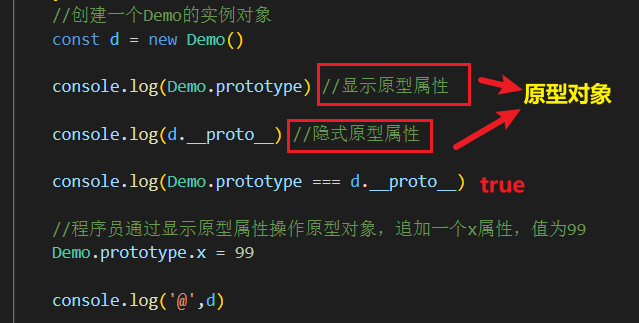 //创建一个Demo的实例对象
const d = new Demo()
console.log(Demo.prototype) //显示原型属性
原型对象
console.log(d.__proto__) //隐式原型属性
console.log(Demo.prototype === d.__proto__) true
//程序员通过显示原型属性操作原型对象，追加一个x属性，值为99
Demo.prototype.x = 99
console.log('@',d)